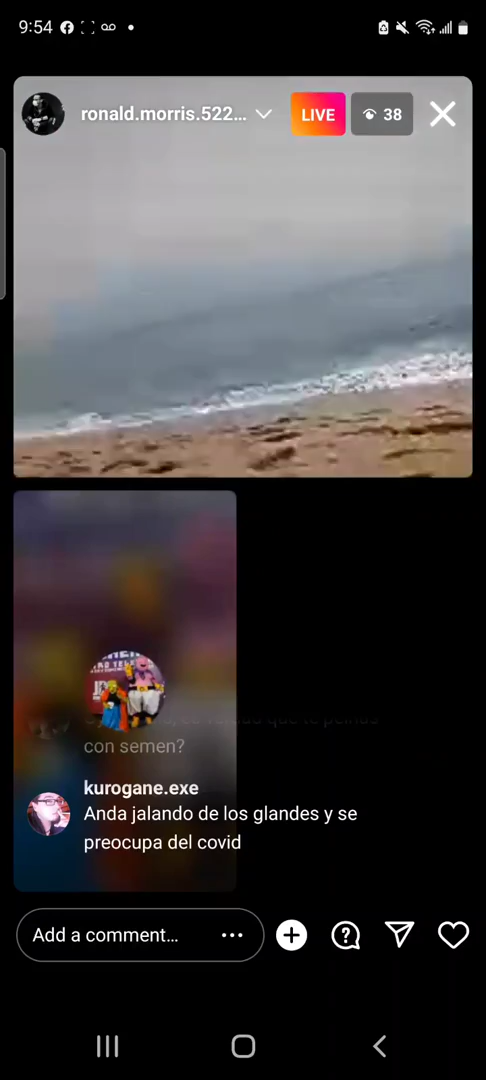 9:54
ronald.morris.522...
LIVE
38
con semen?
kurogane.exe
Anda jalando de los glandes y se
preocupa del covid
Add a comment...